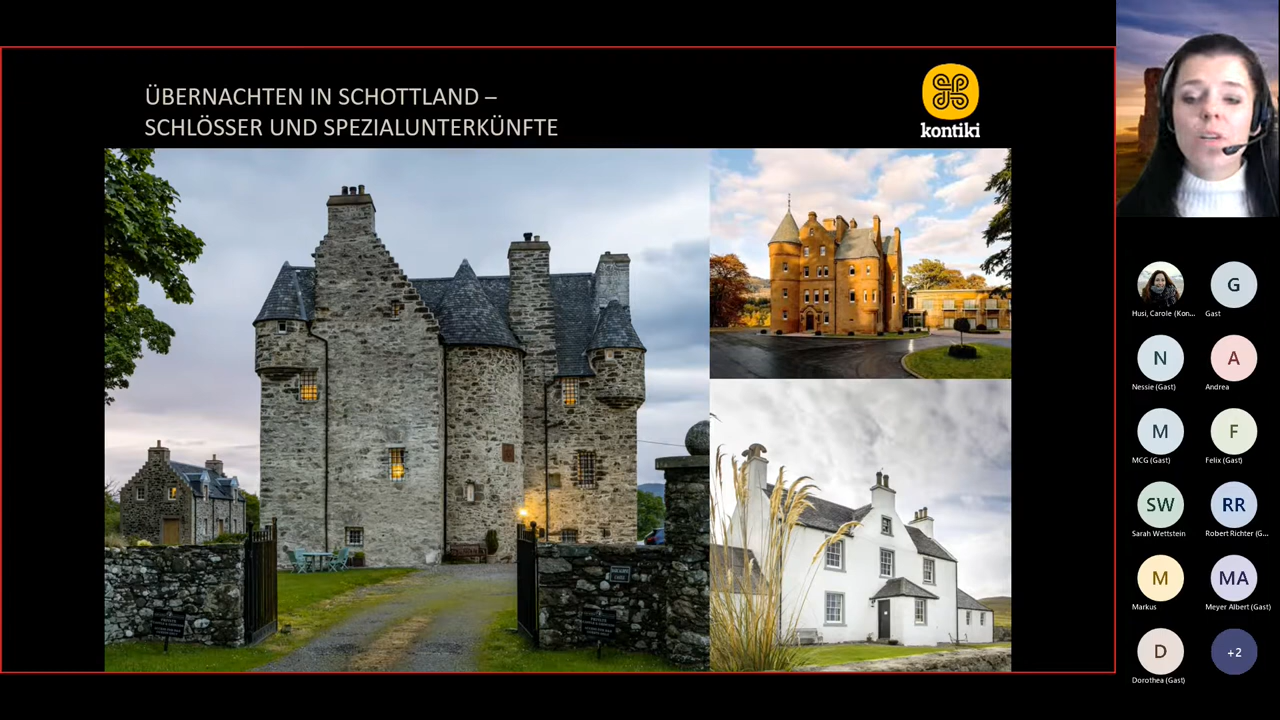 ÜBERNACHTEN IN SCHOTTLAND –
SCHLÖSSER UND SPEZIALUNTERKÜNFTE
kontiki
Husi, Carole (Kon...
G
Gast
N
Nessie (Gast)
A
Andrea
M
MCG (Gast)
F
Felix (Gast)
SW
Sarah Wettstein
RR
Robert Richter (G...
M
Markus
MA
Meyer Albert (Gast)
D
Dorothea (Gast)
+2